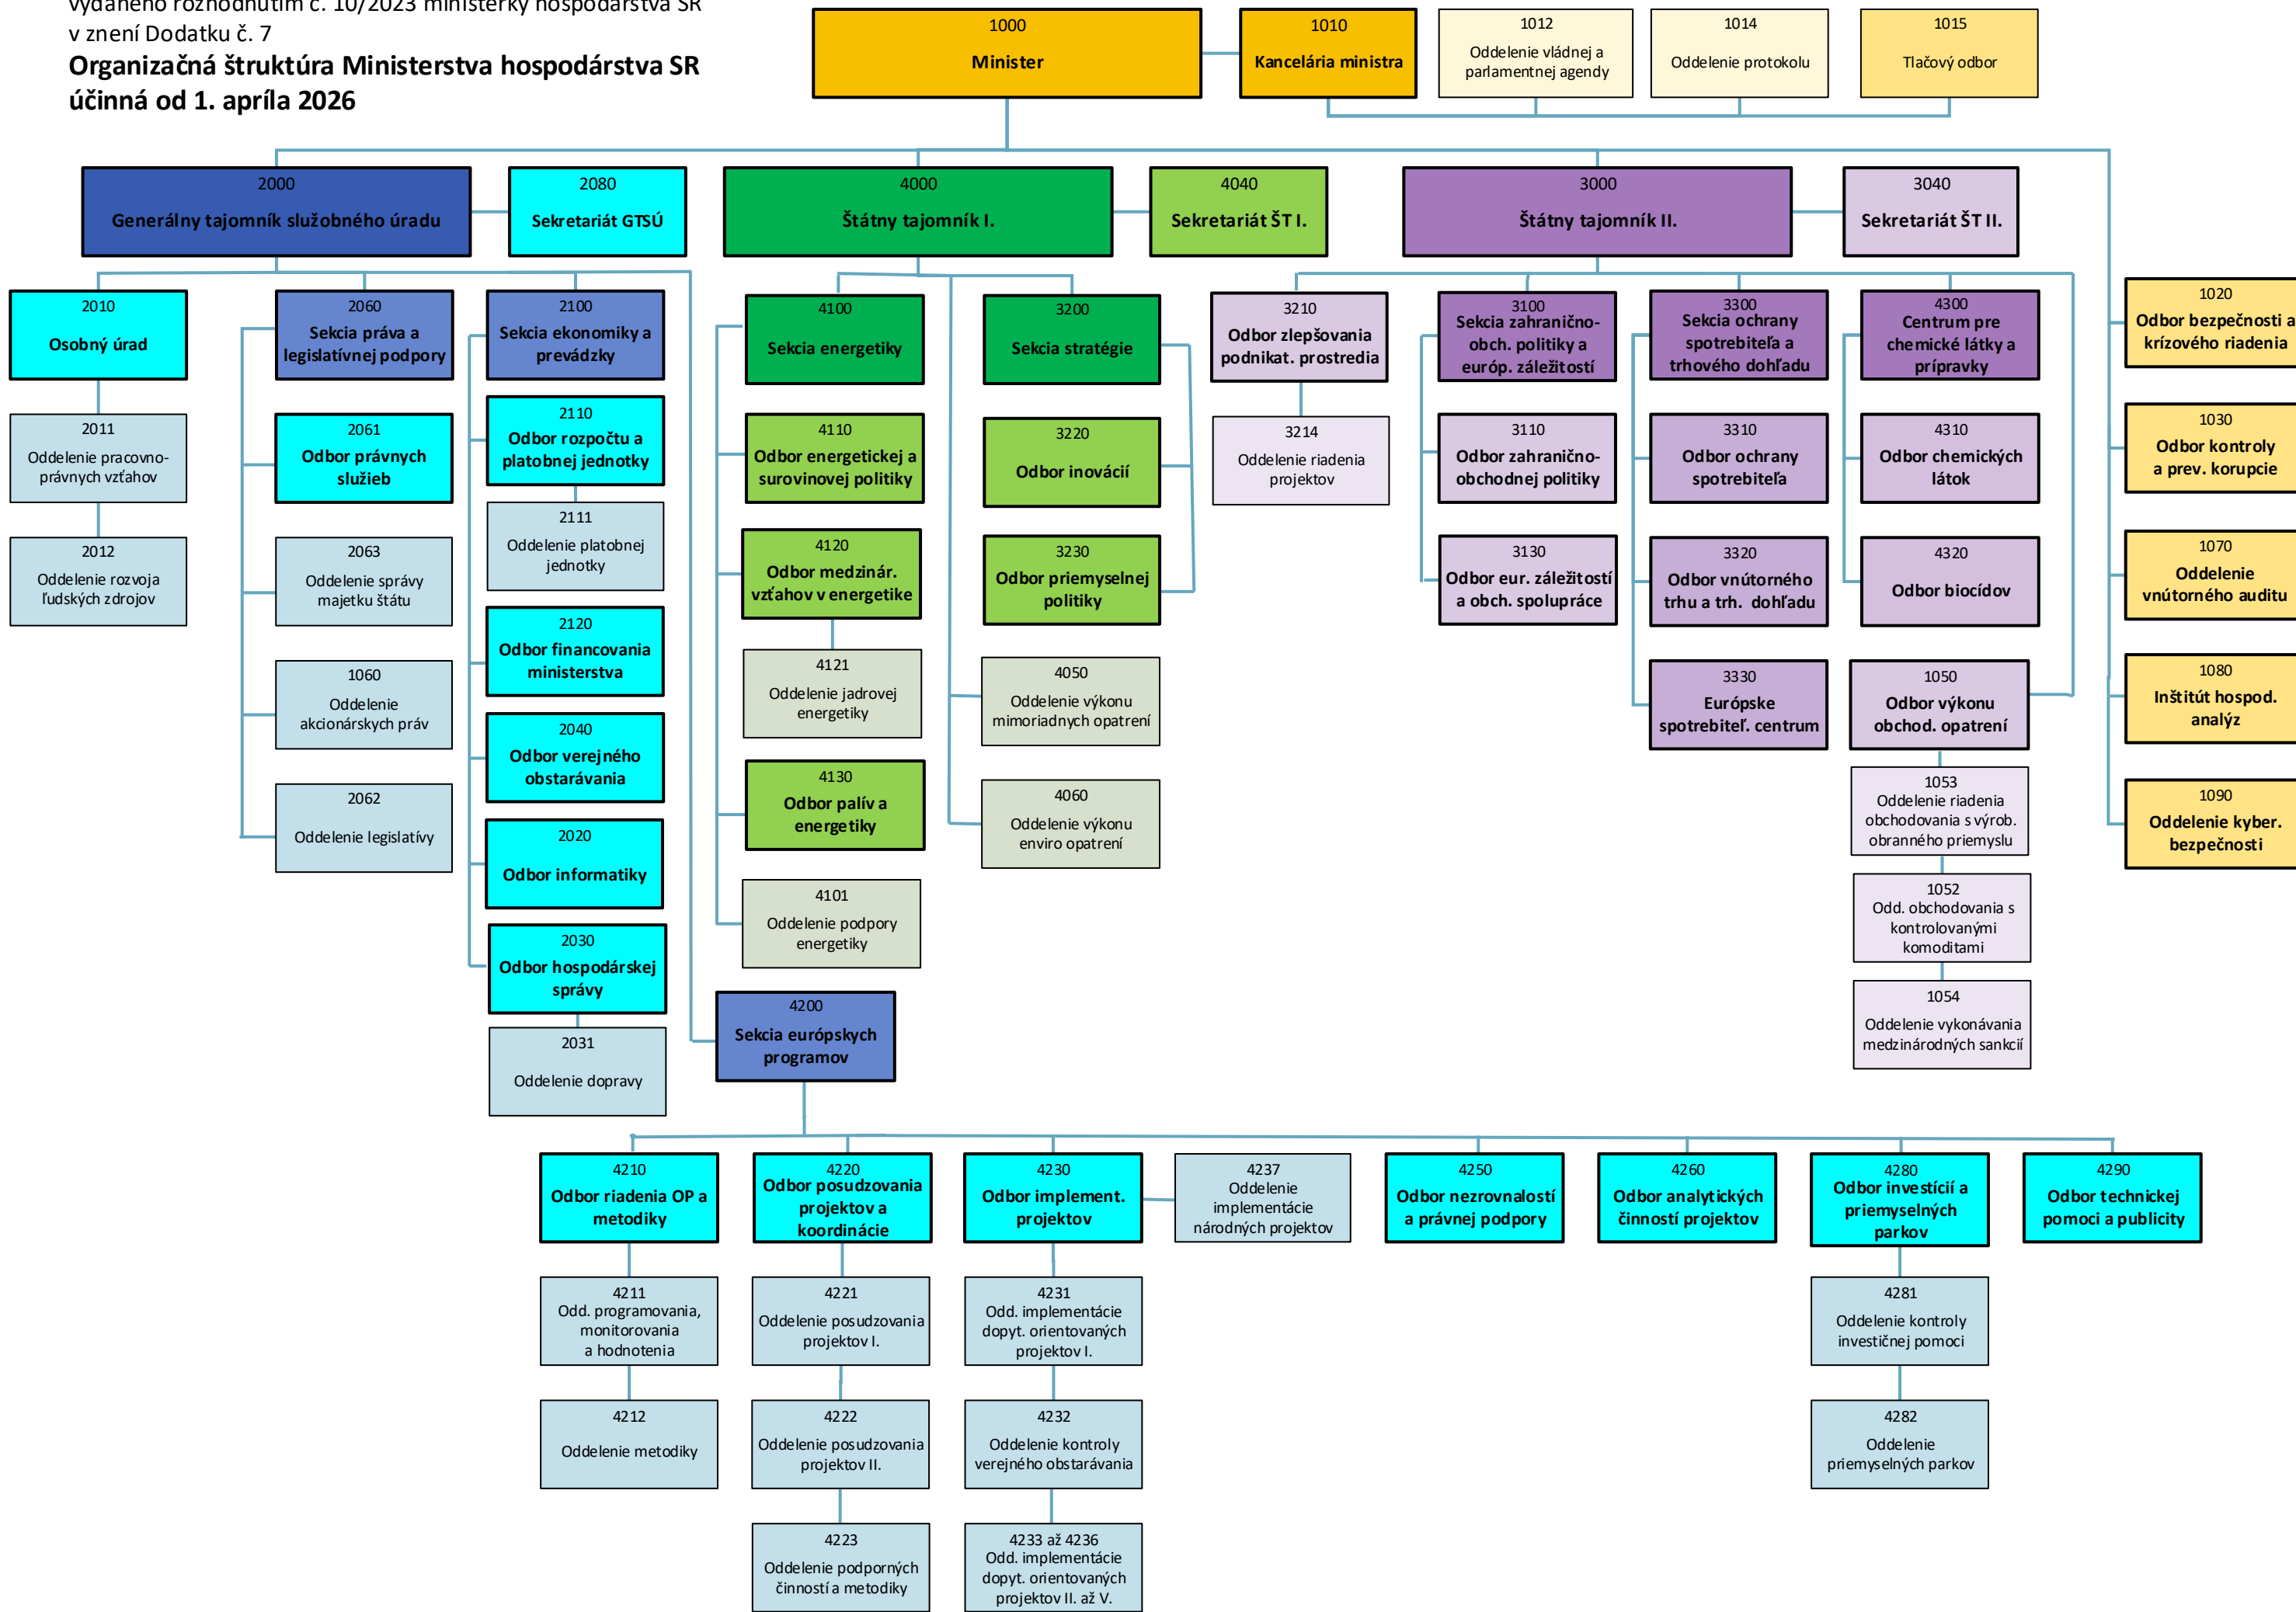 vydaného rozhodnutím č. 10/2023 ministerky hospodárstva SR
v znení Dodatku č. 7
Organizačná štruktúra Ministerstva hospodárstva SR
účinná od 1. apríla 2026
1000
Minister
1010
Kancelária ministra
1012
Oddelenie vládnej a
parlamentnej agendy
1014
Oddelenie protokolu
1015
Tlačový odbor
2000
Generálny tajomník služobného úradu
2080
Sekretariát GTSÚ
4000
Štátny tajomník I.
4040
Sekretariát ŠT I.
3000
Štátny tajomník II.
3040
Sekretariát ŠT II.
2010
Osobný úrad
2011
Oddelenie pracovno-
právnych vzťahov
2012
Oddelenie rozvoja
ľudských zdrojov
2060
Sekcia práva a
legislatívnej podpory
2061
Odbor právnych
služieb
2063
Oddelenie správy
majetku štátu
1060
Oddelenie
akcionárskych práv
2062
Oddelenie legislatívy
2100
Sekcia ekonomiky a
prevádzky
2110
Odbor rozpočtu a
platobnej jednotky
2111
Oddelenie platobnej
jednotky
2120
Odbor financovania
ministerstva
2040
Odbor verejného
obstarávania
2020
Odbor informatiky
2030
Odbor hospodárskej
správy
2031
Oddelenie dopravy
4100
Sekcia energetiky
4110
Odbor energetickej a
surovinovej politiky
4120
Odbor medzinár.
vzťahov v energetike
4121
Oddelenie jadrovej
energetiky
4130
Odbor palív a
energetiky
4101
Oddelenie podpory
energetiky
3200
Sekcia stratégie
3220
Odbor inovácií
3230
Odbor priemyselnej
politiky
4050
Oddelenie výkonu
mimoriadnych opatrení
4060
Oddelenie výkonu
enviro opatrení
3210
Odbor zlepšovania
podnikat. prostredia
3214
Oddelenie riadenia
projektov
3100
Sekcia zahranično-
obch. politiky a
európ. záležitostí
3110
Odbor zahranično-
obchodnej politiky
3130
Odbor eur. záležitostí
a obch. spolupráce
3300
Sekcia ochrany
spotrebiteľa a
trhového dohľadu
3310
Odbor ochrany
spotrebiteľa
3320
Odbor vnútorného
trhu a trh. dohľadu
3330
Európske
spotrebiteľ. centrum
4300
Centrum pre
chemické látky a
prípravky
4310
Odbor chemických
látok
4320
Odbor biocídov
1050
Odbor výkonu
obchod. opatrení
1053
Oddelenie riadenia
obchodovania s výrob.
obranného priemyslu
1052
Odd. obchodovania s
kontrolovanými
komoditami
1054
Oddelenie vykonávania
medzinárodných sankcií
1020
Odbor bezpečnosti a
krízového riadenia
1030
Odbor kontroly
a prev. korupcie
1070
Oddelenie
vnútorného auditu
1080
Inštitút hospod.
analýz
1090
Oddelenie kyber.
bezpečnosti
4200
Sekcia európskych
programov
4210
Odbor riadenia OP a
metodiky
4211
Odd. programovania,
monitorovania
a hodnotenia
4212
Oddelenie metodiky
4220
Odbor posudzovania
projektov a
koordinácie
4221
Oddelenie posudzovania
projektov I.
4222
Oddelenie posudzovania
projektov II.
4223
Oddelenie podporných
činností a metodiky
4230
Odbor implement.
projektov
4231
Odd. implementácie
dopyt. orientovaných
projektov I.
4232
Oddelenie kontroly
verejného obstarávania
4233 až 4236
Odd. implementácie
dopyt. orientovaných
projektov II. až V.
4237
Oddelenie
implementácie
národných projektov
4250
Odbor nezrovnalostí
a právnej podpory
4260
Odbor analytických
činností projektov
4280
Odbor investícií a
priemyselných
parkov
4281
Oddelenie kontroly
investičnej pomoci
4282
Oddelenie
priemyselných parkov
4290
Odbor technickej
pomoci a publicity